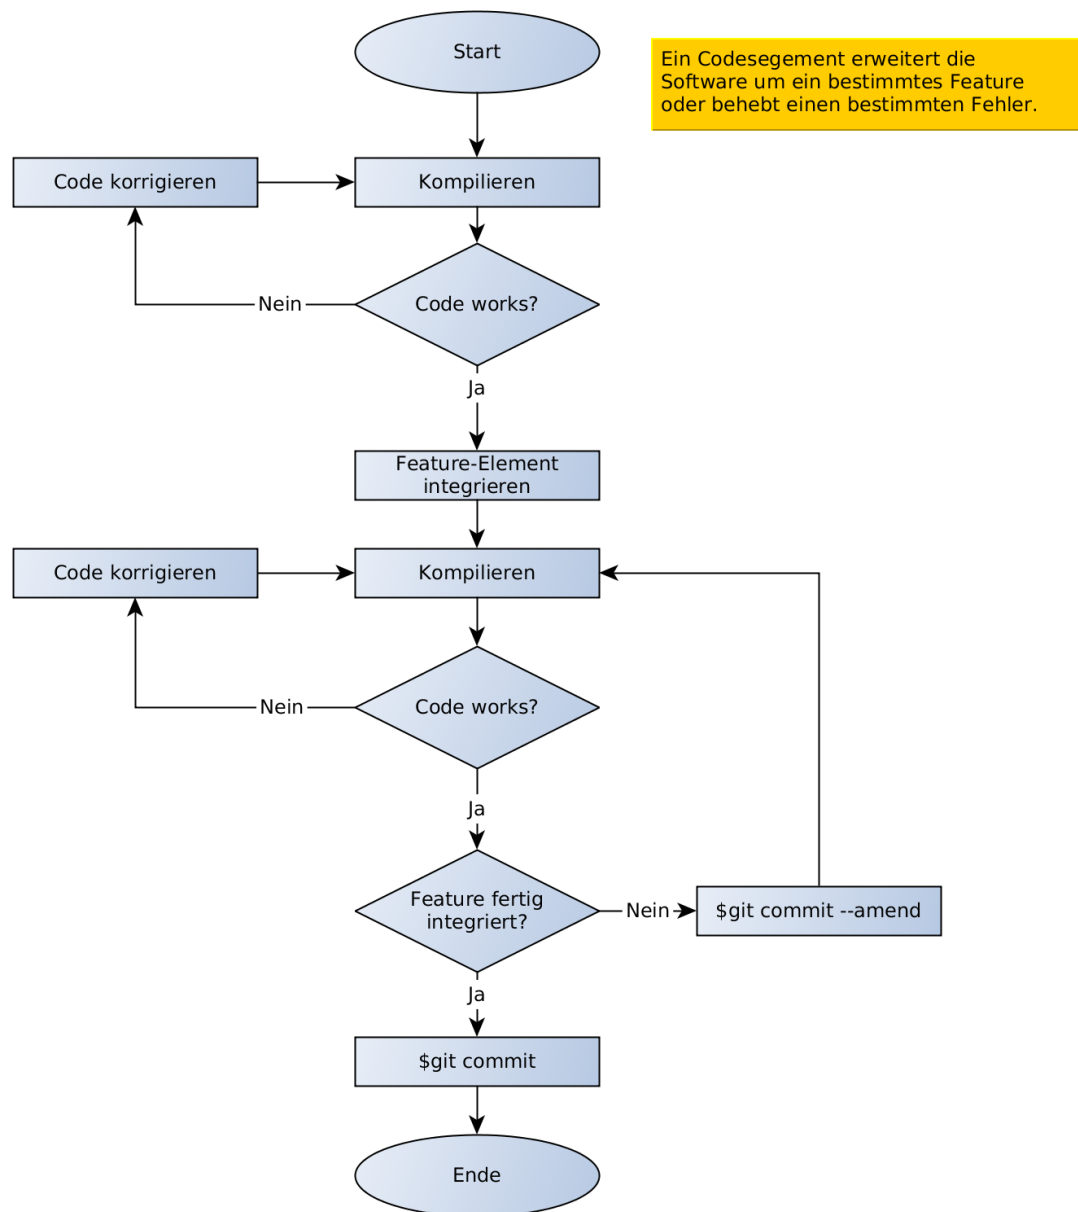 Start
Ein Codesegement erweitert die
Software um ein bestimmtes Feature
oder behebt einen bestimmten Fehler.
Code korrigieren
Kompilieren
Nein
Code works?
Ja
Feature-Element
integrieren
Code korrigieren
Kompilieren
Nein
Code works?
Ja
Feature fertig
integriert?
Nein
$git commit --amend
Ja
$git commit
Ende